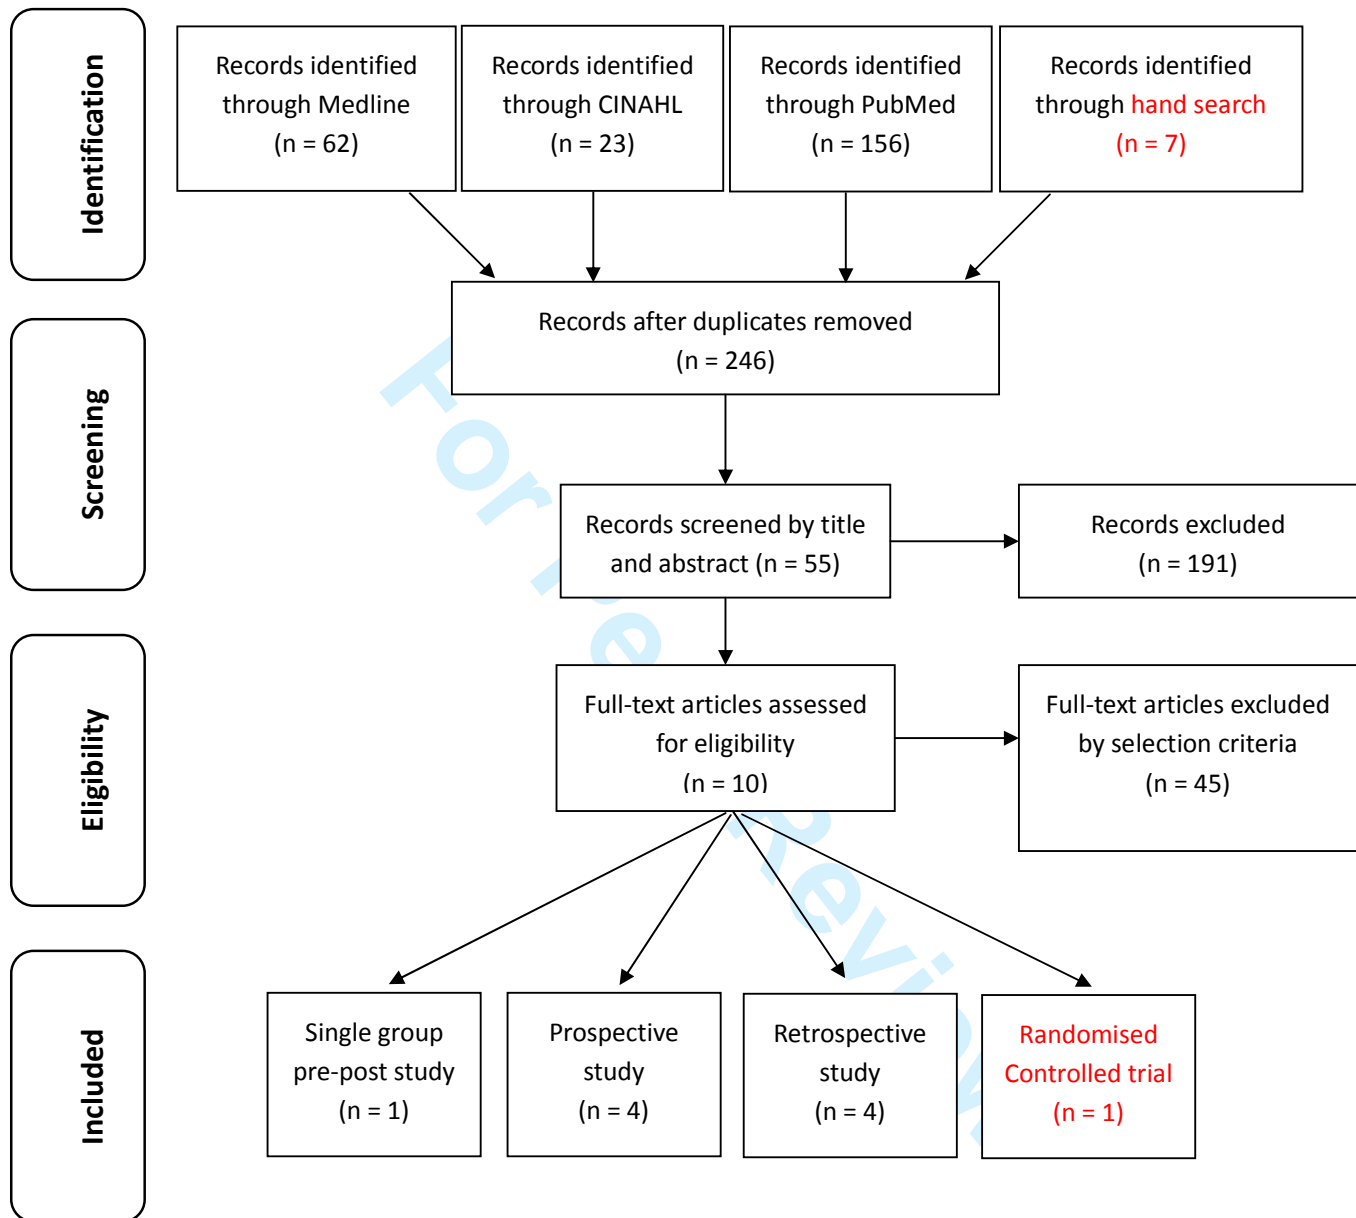 Identification
Records identified
through Medline
(n = 62)
Records identified
through CINAHL
(n = 23)
Records identified
through PubMed
(n = 156)
Records identified
through hand search
(n = 7)
Records after duplicates removed
(n = 246)
Screening
Records screened by title
and abstract (n = 55)
Records excluded
(n = 191)
Eligibility
Full-text articles assessed
for eligibility
(n = 10)
Full-text articles excluded
by selection criteria
(n = 45)
Included
Single group
pre-post study
(n = 1)
Prospective
study
(n = 4)
Retrospective
study
(n = 4)
Randomised
Controlled trial
(n = 1)
For Peer Review